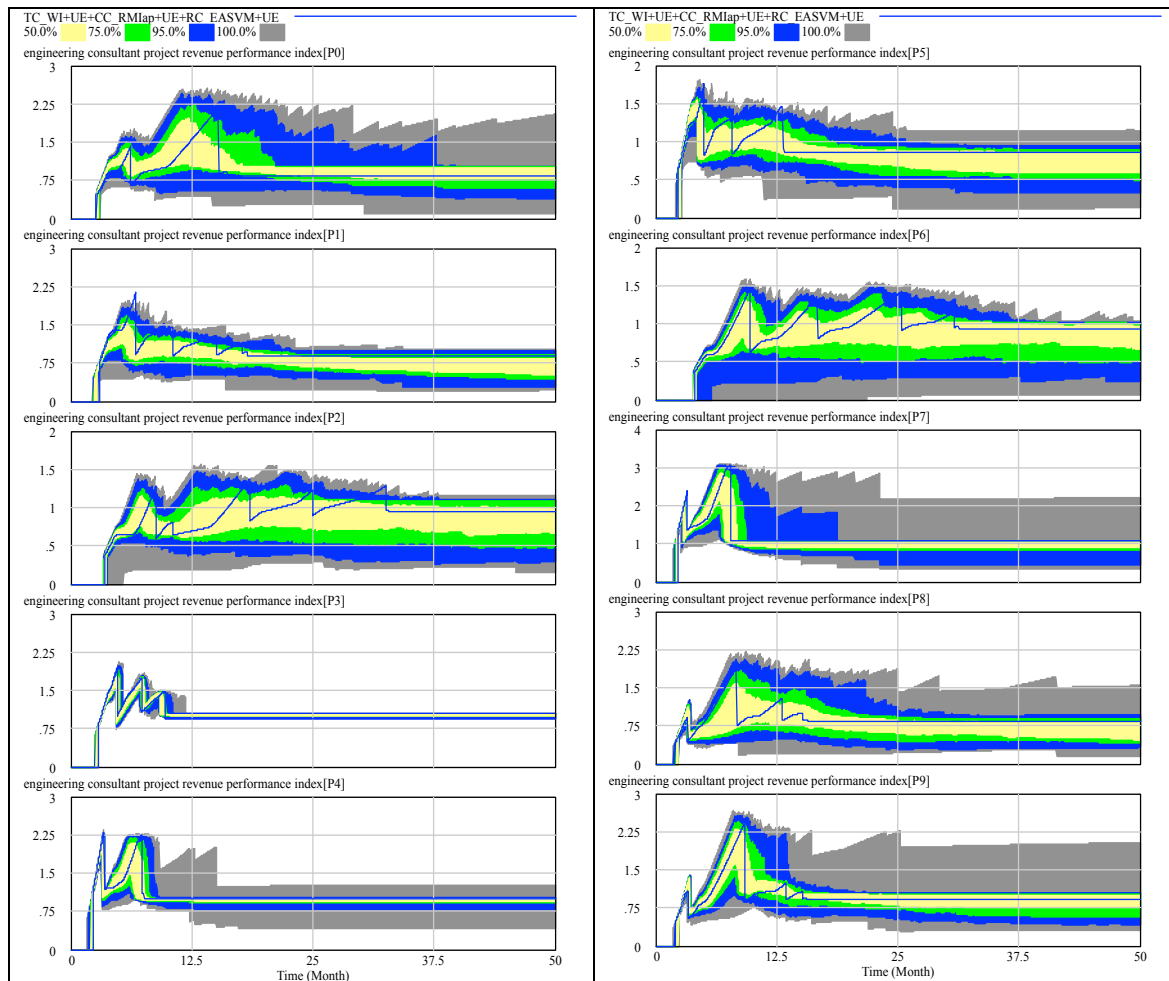 TC_WI+UE+CC_RMIap+UE+RC_EASVM+UE
50.0% 75.0% 95.0% 100.0%
engineering consultant project revenue performance index[P0]
3
2.25
1.5
.75
0
engineering consultant project revenue performance index[P1]
3
2.25
1.5
.75
0
engineering consultant project revenue performance index[P2]
2
1.5
1
.5
0
engineering consultant project revenue performance index[P3]
3
2.25
1.5
.75
0
engineering consultant project revenue performance index[P4]
3
2.25
1.5
.75
0
0 12.5 25 37.5 50
Time (Month)
TC_WI+UE+CC_RMIap+UE+RC_EASVM+UE
50.0% 75.0% 95.0% 100.0%
engineering consultant project revenue performance index[P5]
2
1.5
1
.5
0
engineering consultant project revenue performance index[P6]
2
1.5
1
.5
0
engineering consultant project revenue performance index[P7]
4
3
2
1
0
engineering consultant project revenue performance index[P8]
3
2.25
1.5
.75
0
engineering consultant project revenue performance index[P9]
3
2.25
1.5
.75
0
0 12.5 25 37.5 50
Time (Month)